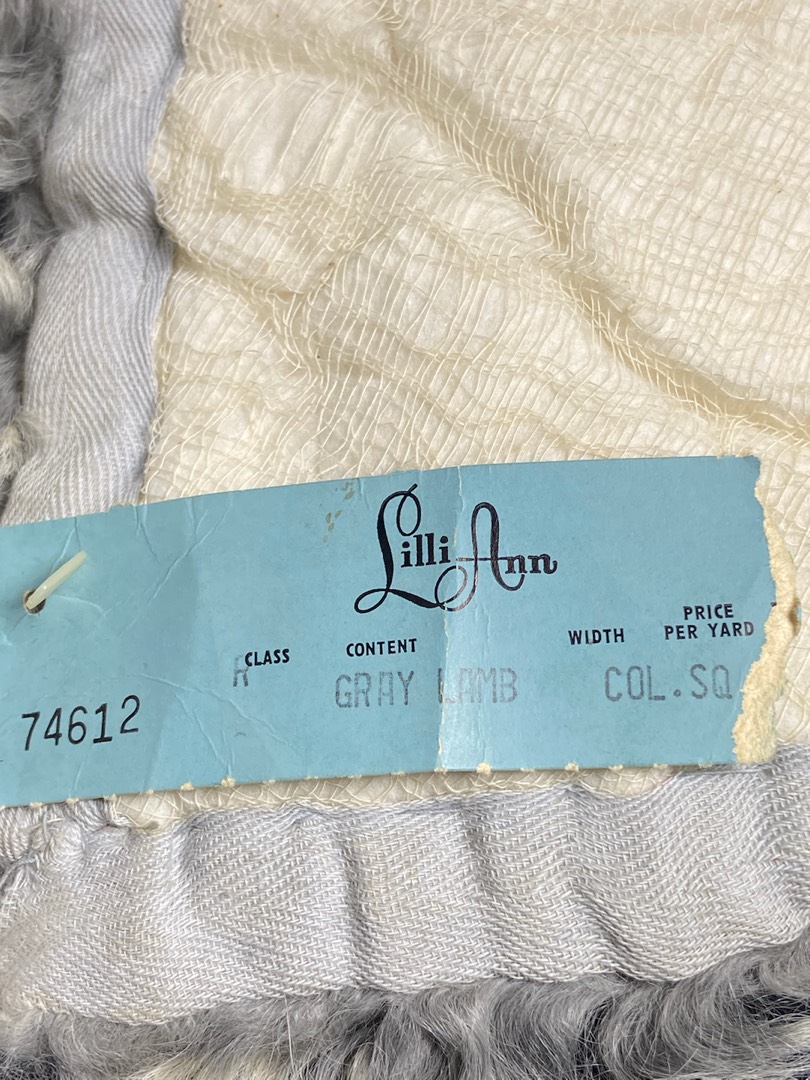 Lilli Ann
CLASS CONTENT WIDTH PRICE PER YARD
R GRAY LAMB COL.SQ
74612